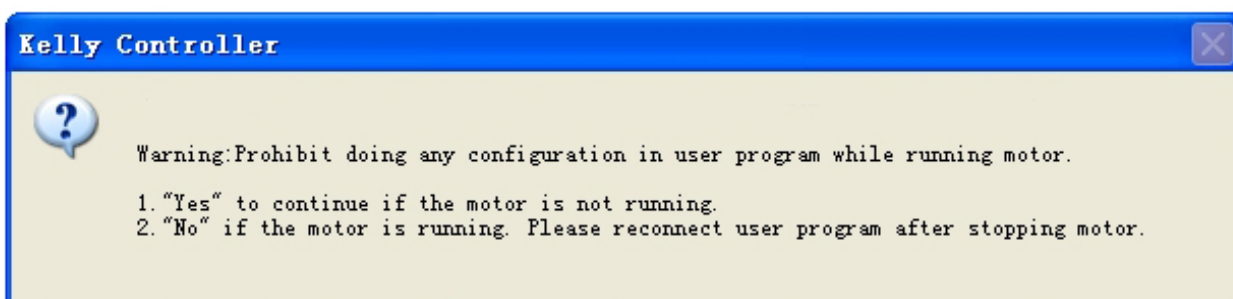 Kelly Controller
Warning:Prohibit doing any configuration in user program while running motor.
1."Yes" to continue if the motor is not running.
2."No" if the motor is running. Please reconnect user program after stopping motor.